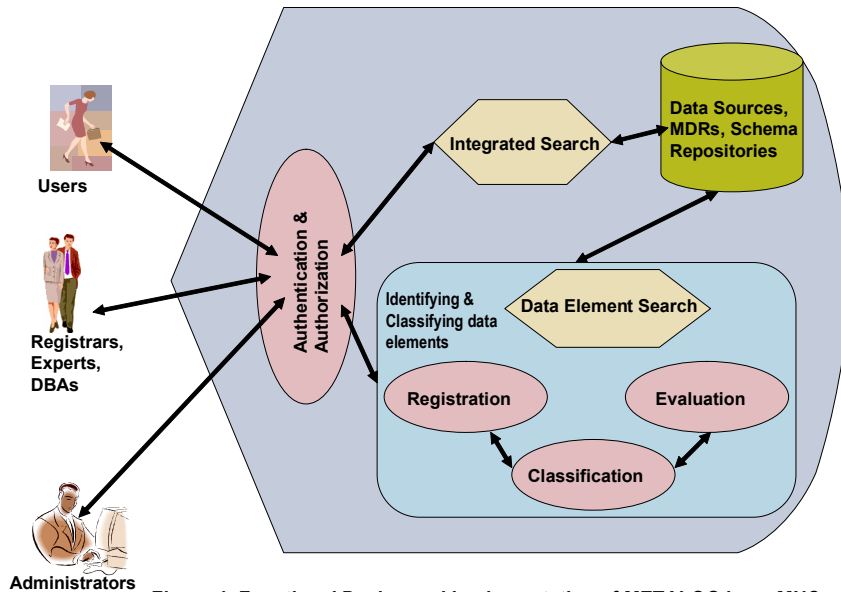 Users
Registrars,
Experts,
DBAs
Administrators
Authentication &
Authorization
Integrated Search
Data Sources,
MDRs, Schema
Repositories
Identifying &
Classifying data
elements
Data Element Search
Registration
Evaluation
Classification